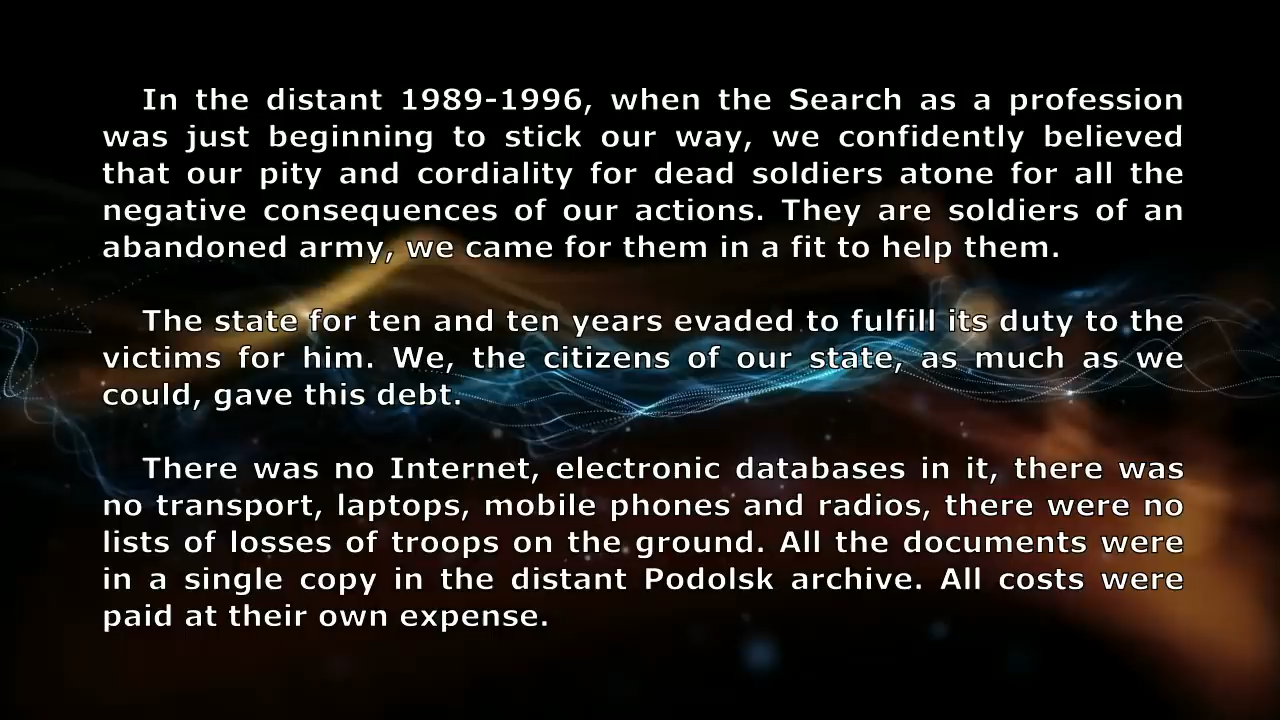 In the distant 1989-1996, when the Search as a profession
was just beginning to stick our way, we confidently believed
that our pity and cordiality for dead soldiers atone for all the
negative consequences of our actions. They are soldiers of an
abandoned army, we came for them in a fit to help them.
The state for ten and ten years evaded to fulfill its duty to the
victims for him. We, the citizens of our state, as much as we
could, gave this debt.
There was no Internet, electronic databases in it, there was
no transport, laptops, mobile phones and radios, there were no
lists of losses of troops on the ground. All the documents were
in a single copy in the distant Podolsk archive. All costs were
paid at their own expense.